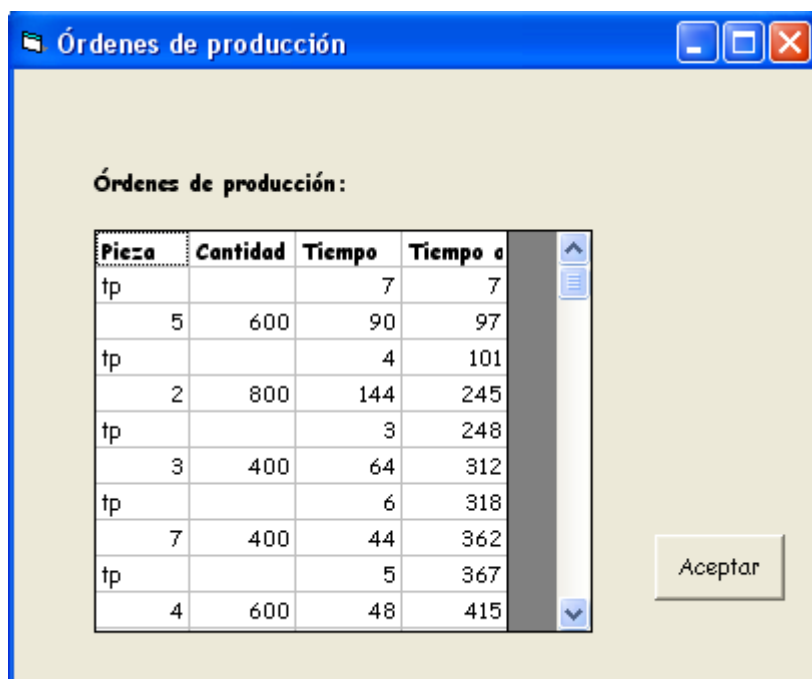 Órdenes de producción
Órdenes de producción:
Pieza Cantidad Tiempo Tiempo a
tp 7 7
5 600 90 97
tp 4 101
2 800 144 245
tp 3 248
3 400 64 312
tp 6 318
7 400 44 362
tp 5 367
4 600 48 415
Aceptar